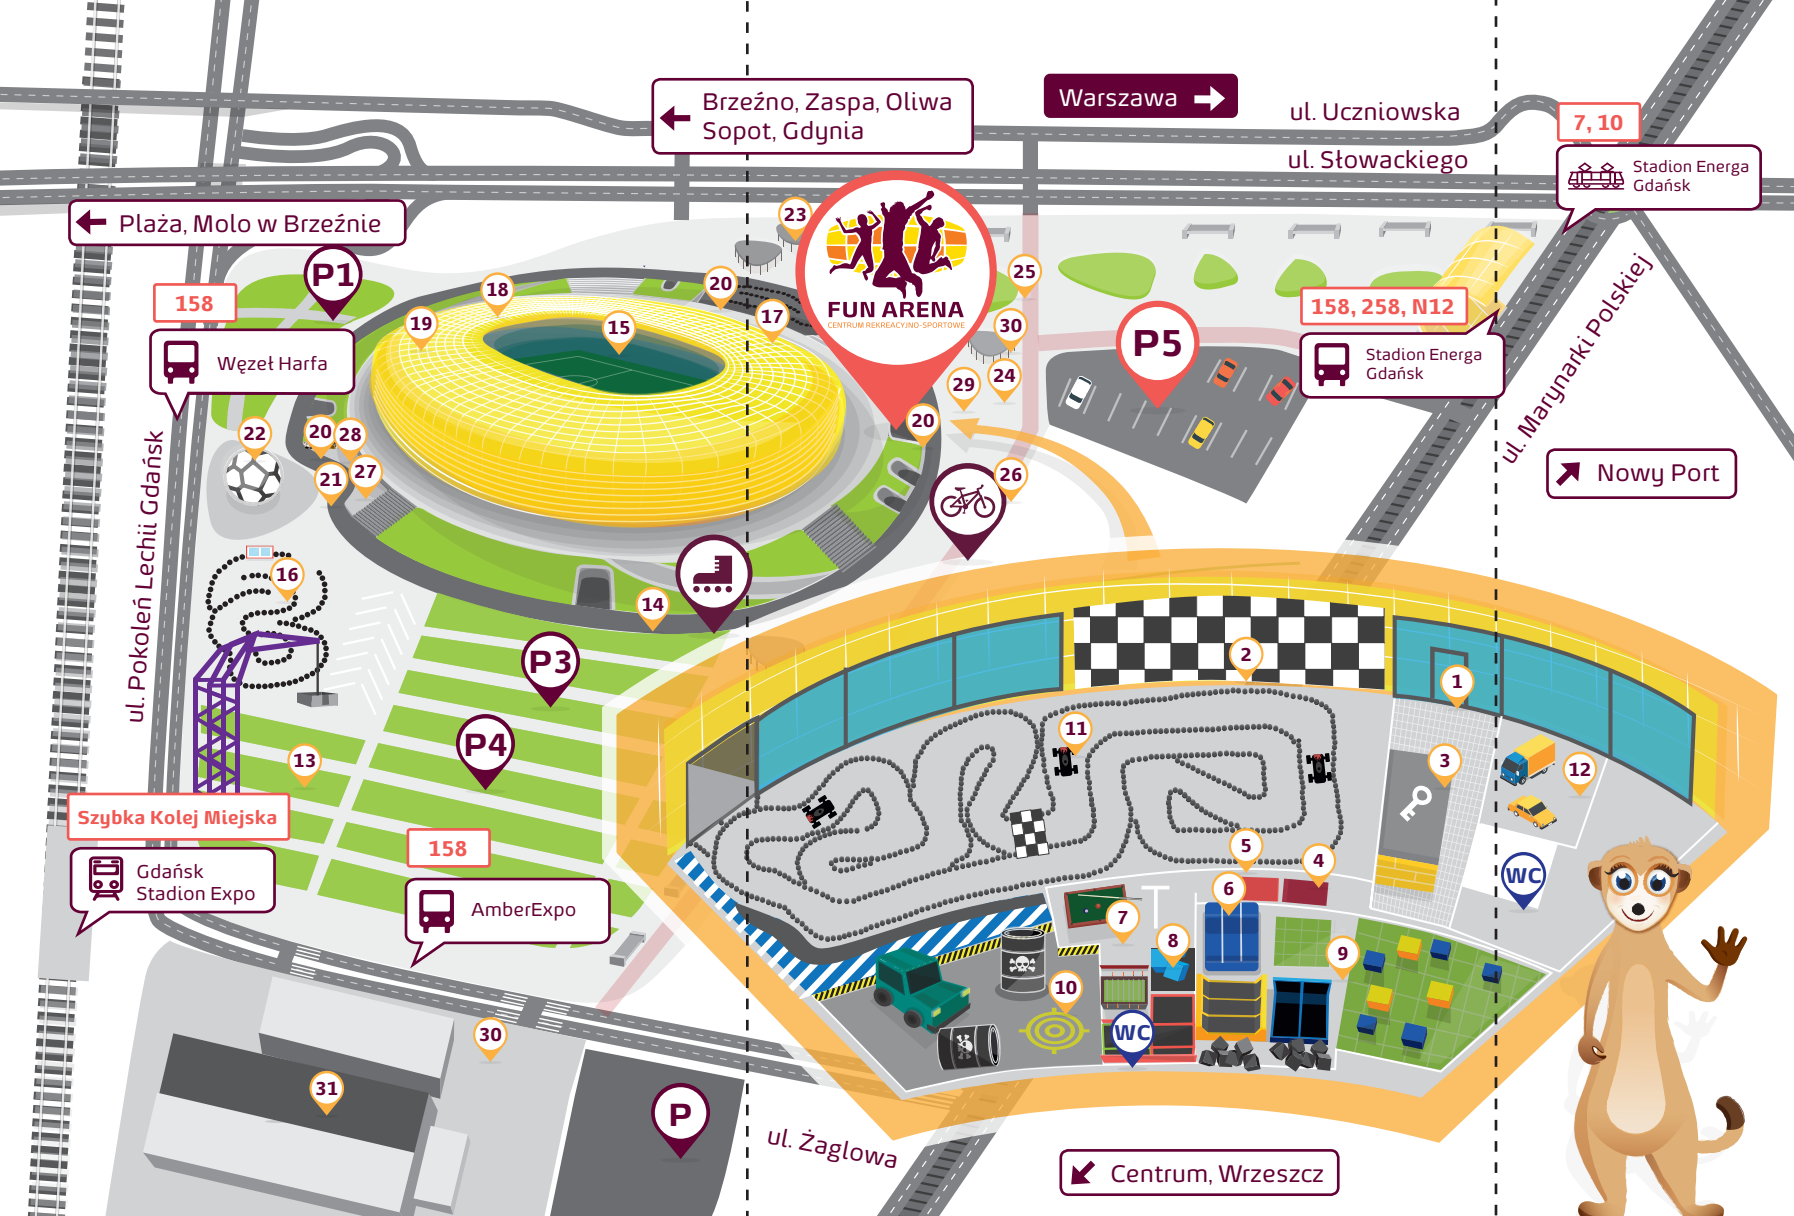 Brzeźno, Zaspa, Oliwa
Sopot, Gdynia
Warszawa
ul. Uczniowska
ul. Słowackiego
7, 10
Stadion Energa
Gdańsk
Plaża, Molo w Brzeźnie
P1
158
Węzeł Harfa
23
FUN ARENA
CENTRUM REKREACYJNO-SPORTOWE
25
18
20
19
15
17
30
24
29
20
P5
158, 258, N12
Stadion Energa
Gdańsk
ul. Marynarki Polskiej
Nowy Port
22
20
28
21
27
26
ul. Pokoleń Lechii Gdańsk
16
14
P3
P4
13
2
1
11
3
12
Szybka Kolej Miejska
Gdańsk
Stadion Expo
158
AmberExpo
5
4
6
7
8
9
10
WC
WC
30
31
P
ul. Żaglowa
Centrum, Wrzeszcz